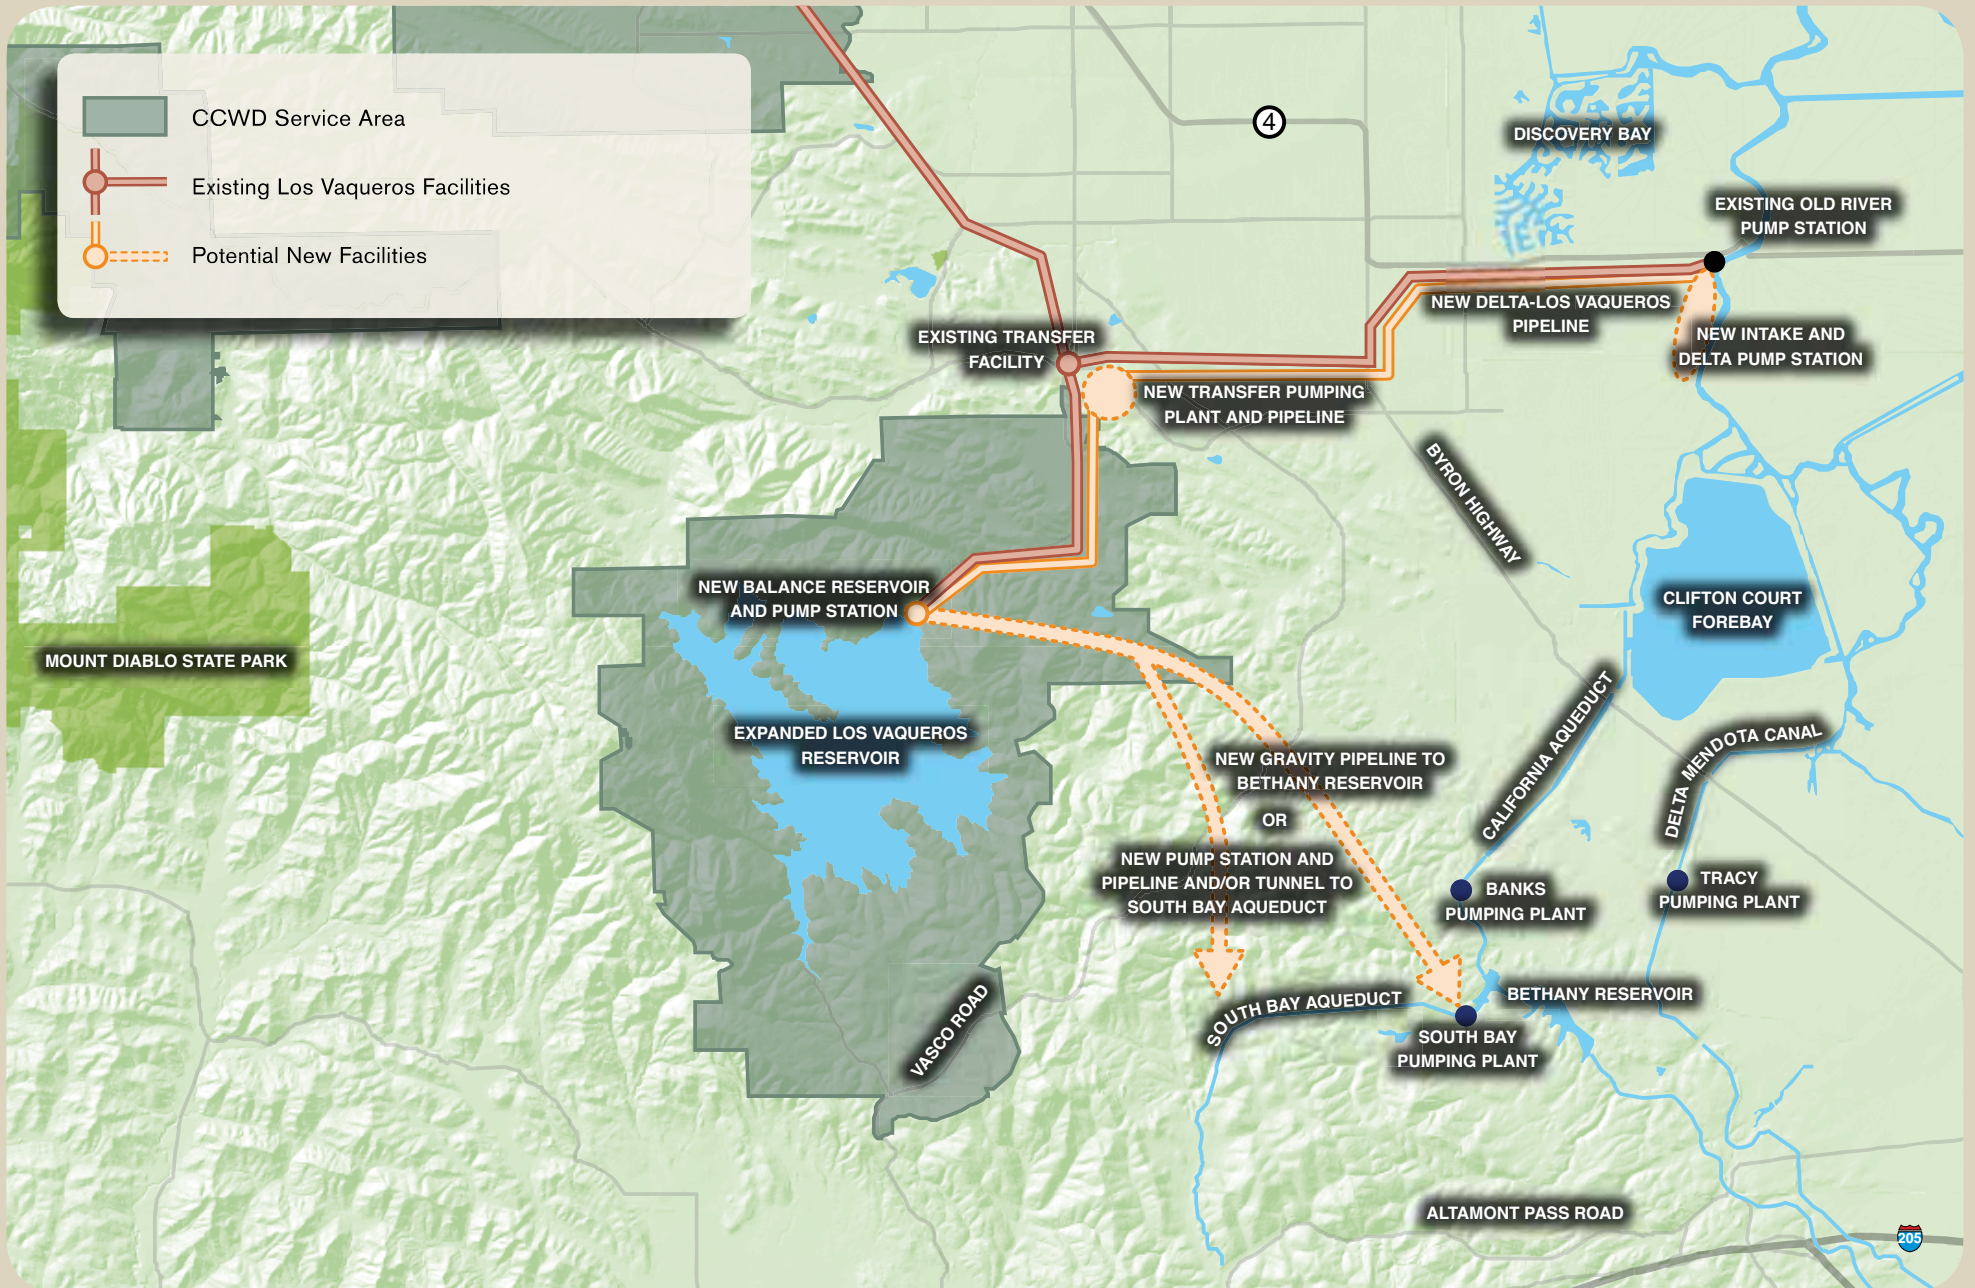 CCWD Service Area
Existing Los Vaqueros Facilities
Potential New Facilities
4
DISCOVERY BAY
EXISTING OLD RIVER
PUMP STATION
NEW DELTA-LOS VAQUEROS
PIPELINE
NEW INTAKE AND
DELTA PUMP STATION
EXISTING TRANSFER
FACILITY
NEW TRANSFER PUMPING
PLANT AND PIPELINE
BYRON HIGHWAY
NEW BALANCE RESERVOIR
AND PUMP STATION
CLIFTON COURT
FOREBAY
MOUNT DIABLO STATE PARK
EXPANDED LOS VAQUEROS
RESERVOIR
NEW GRAVITY PIPELINE TO
BETHANY RESERVOIR
OR
NEW PUMP STATION AND
PIPELINE AND/OR TUNNEL TO
SOUTH BAY AQUEDUCT
CALIFORNIA AQUEDUCT
DELTA MENDOTA CANAL
BANKS
PUMPING PLANT
TRACY
PUMPING PLANT
VASCO ROAD
SOUTH BAY AQUEDUCT
BETHANY RESERVOIR
SOUTH BAY
PUMPING PLANT
ALTAMONT PASS ROAD
205